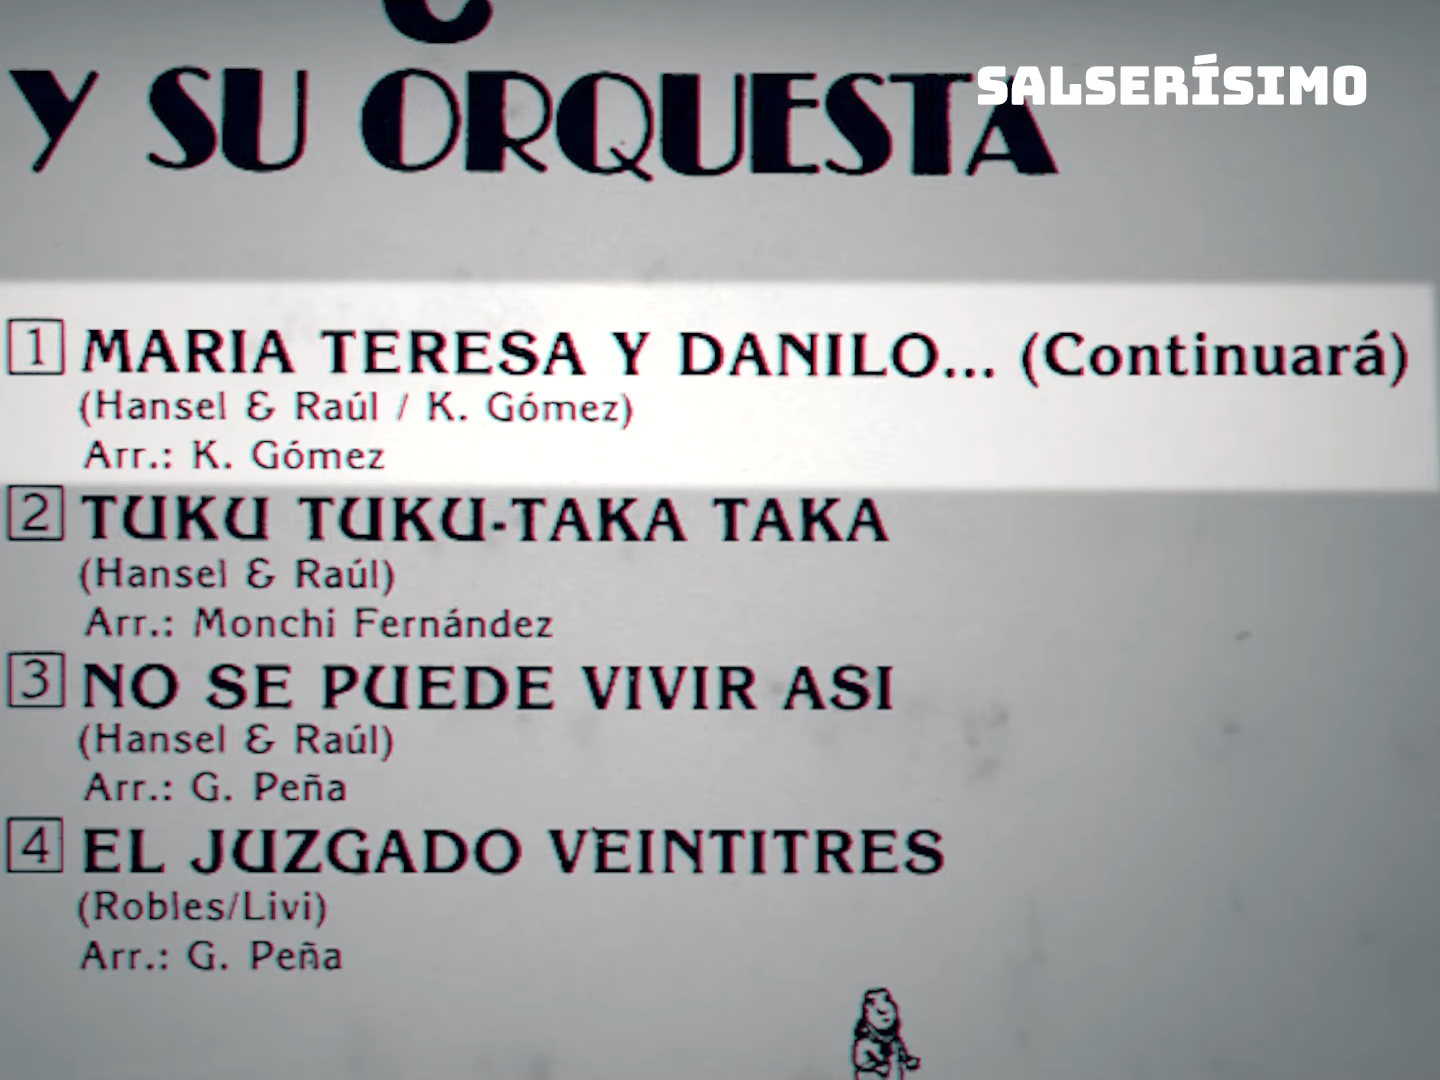 Y SU ORQUESTA
SALSERÍSIMO
1 MARIA TERESA Y DANILO... (Continuará)
(Hansel & Raúl / K. Gómez)
Arr.: K. Gómez
2 TUKU TUKU-TAKA TAKA
(Hansel & Raúl)
Arr.: Monchi Fernández
3 NO SE PUEDE VIVIR ASI
(Hansel & Raúl)
Arr.: G. Peña
4 EL JUZGADO VEINTITRES
(Robles/Livi)
Arr.: G. Peña